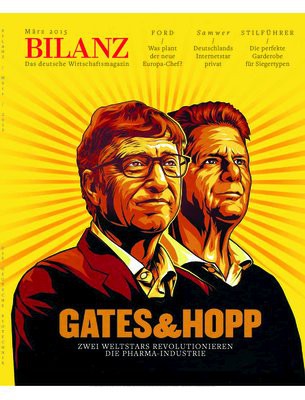 März 2015
BILANZ
Das deutsche Wirtschaftsmagazin
FORD
Was plant
der neue
Europa-Chef?
Samwer
Deutschlands
Internetstar
privat
STILFÜHRER
Die perfekte
Garderobe
für Siegertypen
GATES&HOPP
ZWEI WELTSTARS REVOLUTIONIEREN
DIE PHARMA-INDUSTRIE